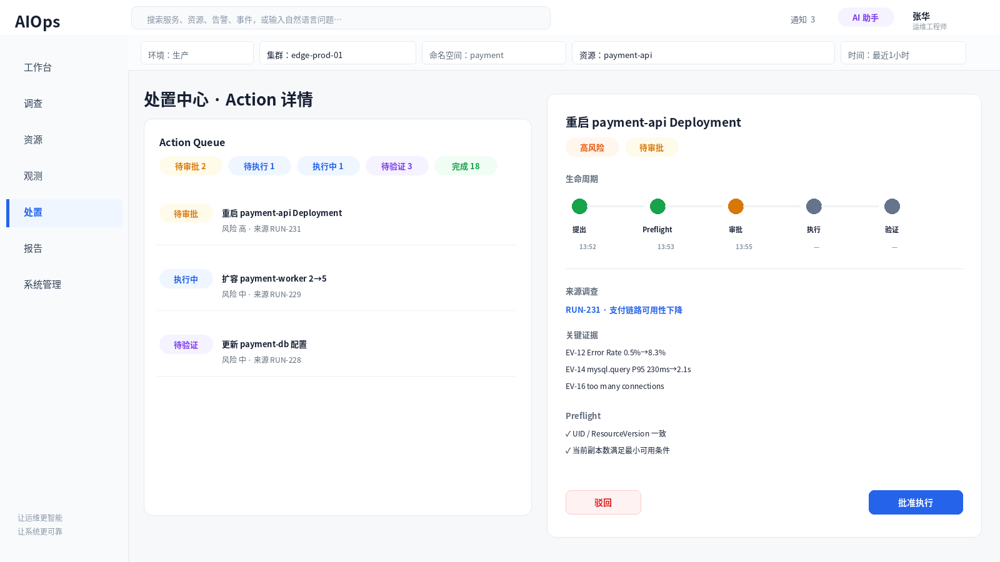 AIOps
搜索服务、资源、告警、事件，或输入自然语言问题…
通知 3
AI 助手
张华
运维工程师
环境：生产
集群：edge-prod-01
命名空间：payment
资源：payment-api
时间：最近1小时
工作台
调查
资源
观测
处置
报告
系统管理
让运维更智能
让系统更可靠
处置中心 · Action 详情
Action Queue
待审批 2
待执行 1
执行中 1
待验证 3
完成 18
待审批
重启 payment-api Deployment
风险 高 · 来源 RUN-231
执行中
扩容 payment-worker 2→5
风险 中 · 来源 RUN-229
待验证
更新 payment-db 配置
风险 中 · 来源 RUN-228
重启 payment-api Deployment
高风险
待审批
生命周期
提出
Preflight
审批
执行
验证
13:52
13:53
13:55
—
—
来源调查
RUN-231 · 支付链路可用性下降
关键证据
EV-12 Error Rate 0.5%→8.3%
EV-14 mysql.query P95 230ms→2.1s
EV-16 too many connections
Preflight
✓ UID / ResourceVersion 一致
✓ 当前副本数满足最小可用条件
驳回
批准执行